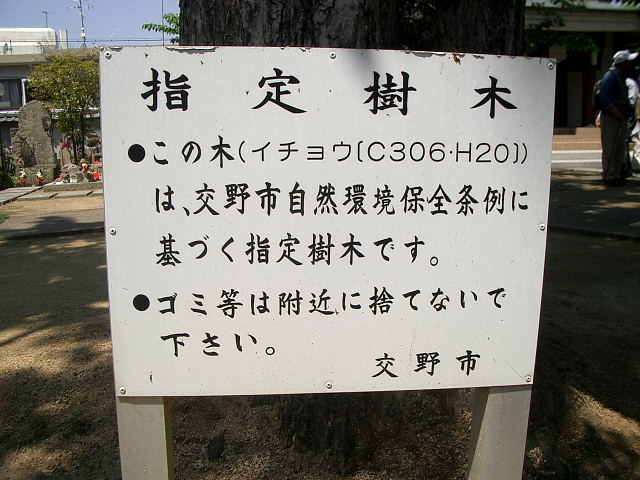 指定樹木
●この木(イチョウ[C306·H20])
は、交野市自然環境保全条例に
基づく指定樹木です。
●ゴミ等は附近に捨てないで
下さい。
交野市